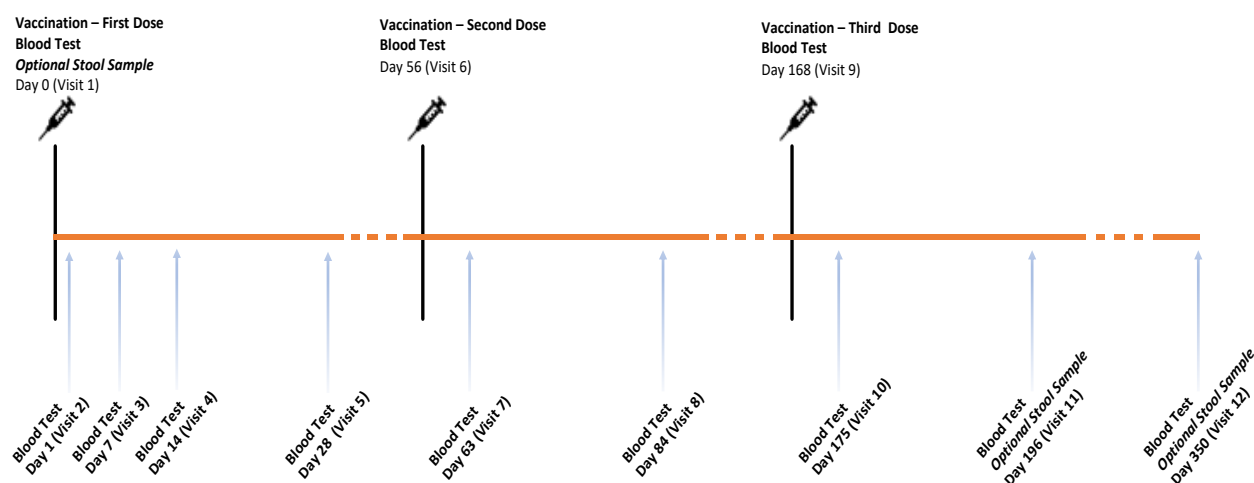 Vaccination – First Dose
Blood Test
Optional Stool Sample
Day 0 (Visit 1)
Vaccination – Second Dose
Blood Test
Day 56 (Visit 6)
Vaccination – Third Dose
Blood Test
Day 168 (Visit 9)
Blood Test
Day 1 (Visit 2)
Blood Test
Day 7 (Visit 3)
Blood Test
Day 14 (Visit 4)
Blood Test
Day 28 (Visit 5)
Blood Test
Day 63 (Visit 7)
Blood Test
Day 84 (Visit 8)
Blood Test
Day 175 (Visit 10)
Blood Test
Optional Stool Sample
Day 196 (Visit 11)
Blood Test
Optional Stool Sample
Day 350 (Visit 12)